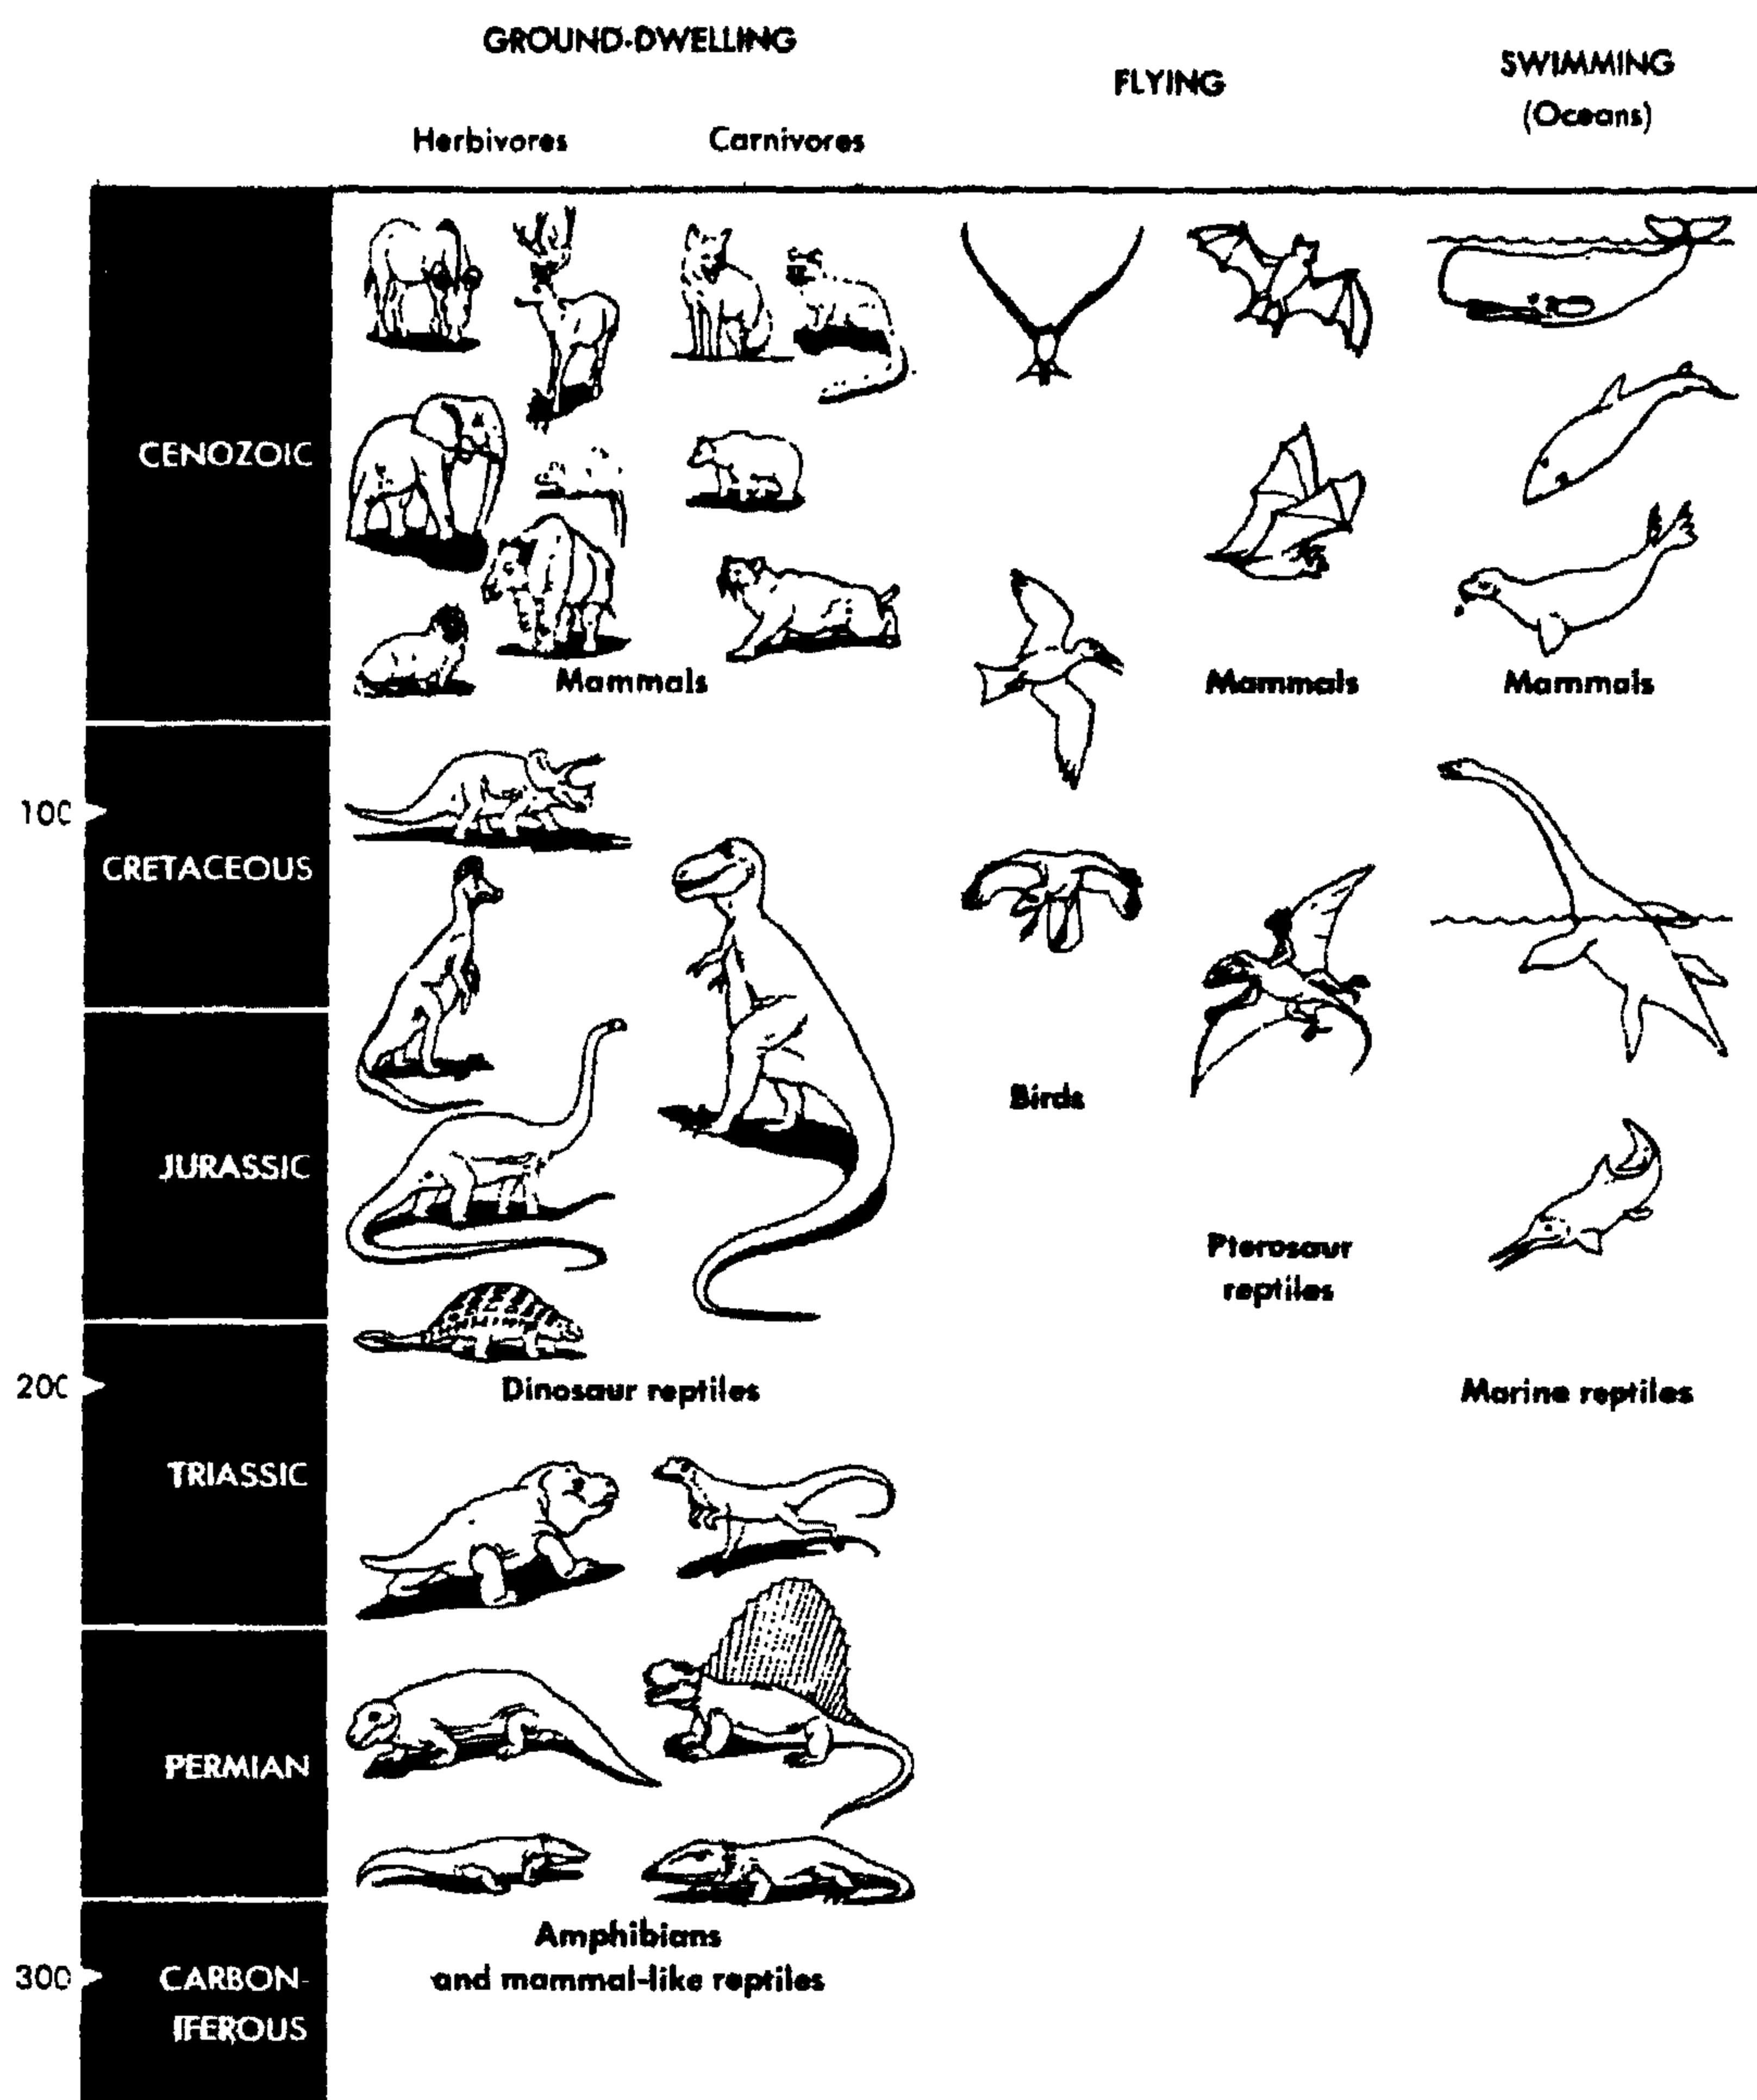 GROUND-DWELLING
FLYING
SWIMMING
(Oceans)
Herbivores
Carnivores
CENOZOIC
Mammals
Mammals
Mammals
100
CRETACEOUS
Birds
JURASSIC
Pterosaur
reptiles
200
Dinosaur reptiles
Marine reptiles
TRIASSIC
PERMIAN
Amphibians
and mammal-like reptiles
300
CARBON-
IFEROUS